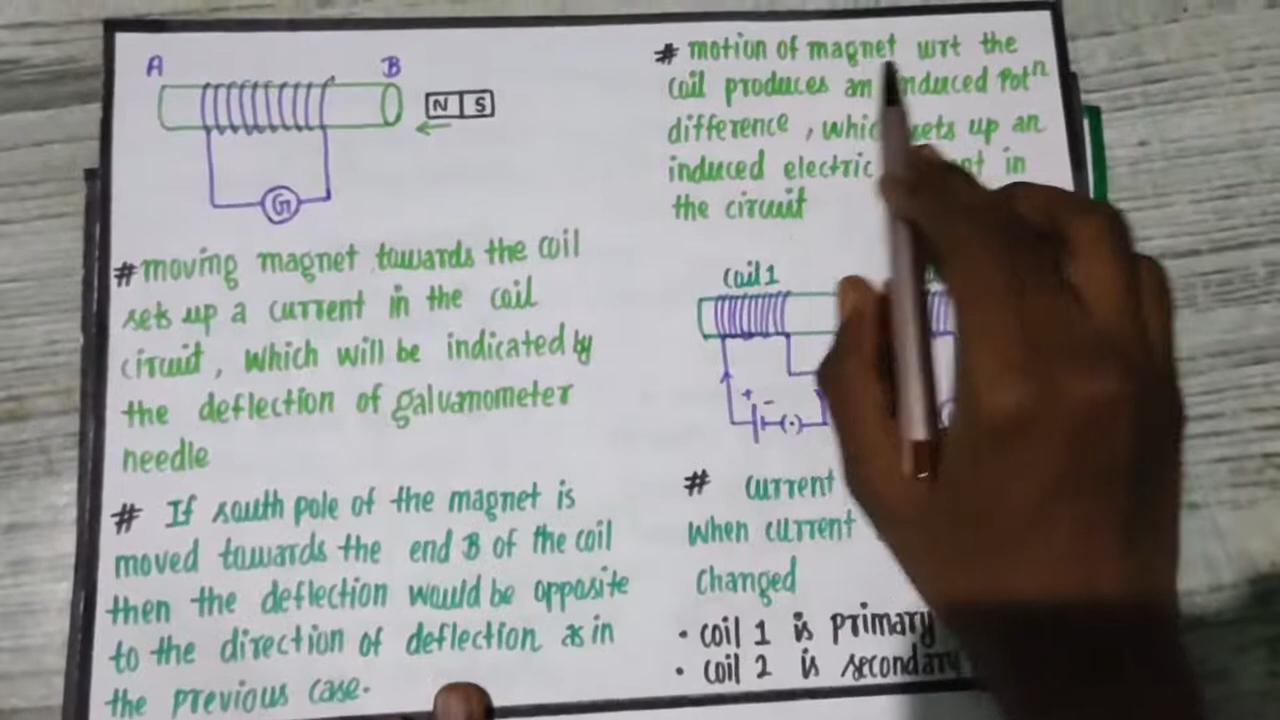 A
B
N S
G
#moving magnet towards the coil
sets up a current in the coil
circuit, which will be indicated by
the deflection of galvanometer
needle
# If south pole of the magnet is
moved towards the end B of the coil
then the deflection would be opposite
to the direction of deflection as in
the previous case.
# motion of magnet wrt the
coil produces an induced Potⁿ
difference, which sets up an
induced electric in
the circuit
coil 1
+ -
# current
when current
changed
• coil 1 is primary
• coil 2 is secondary